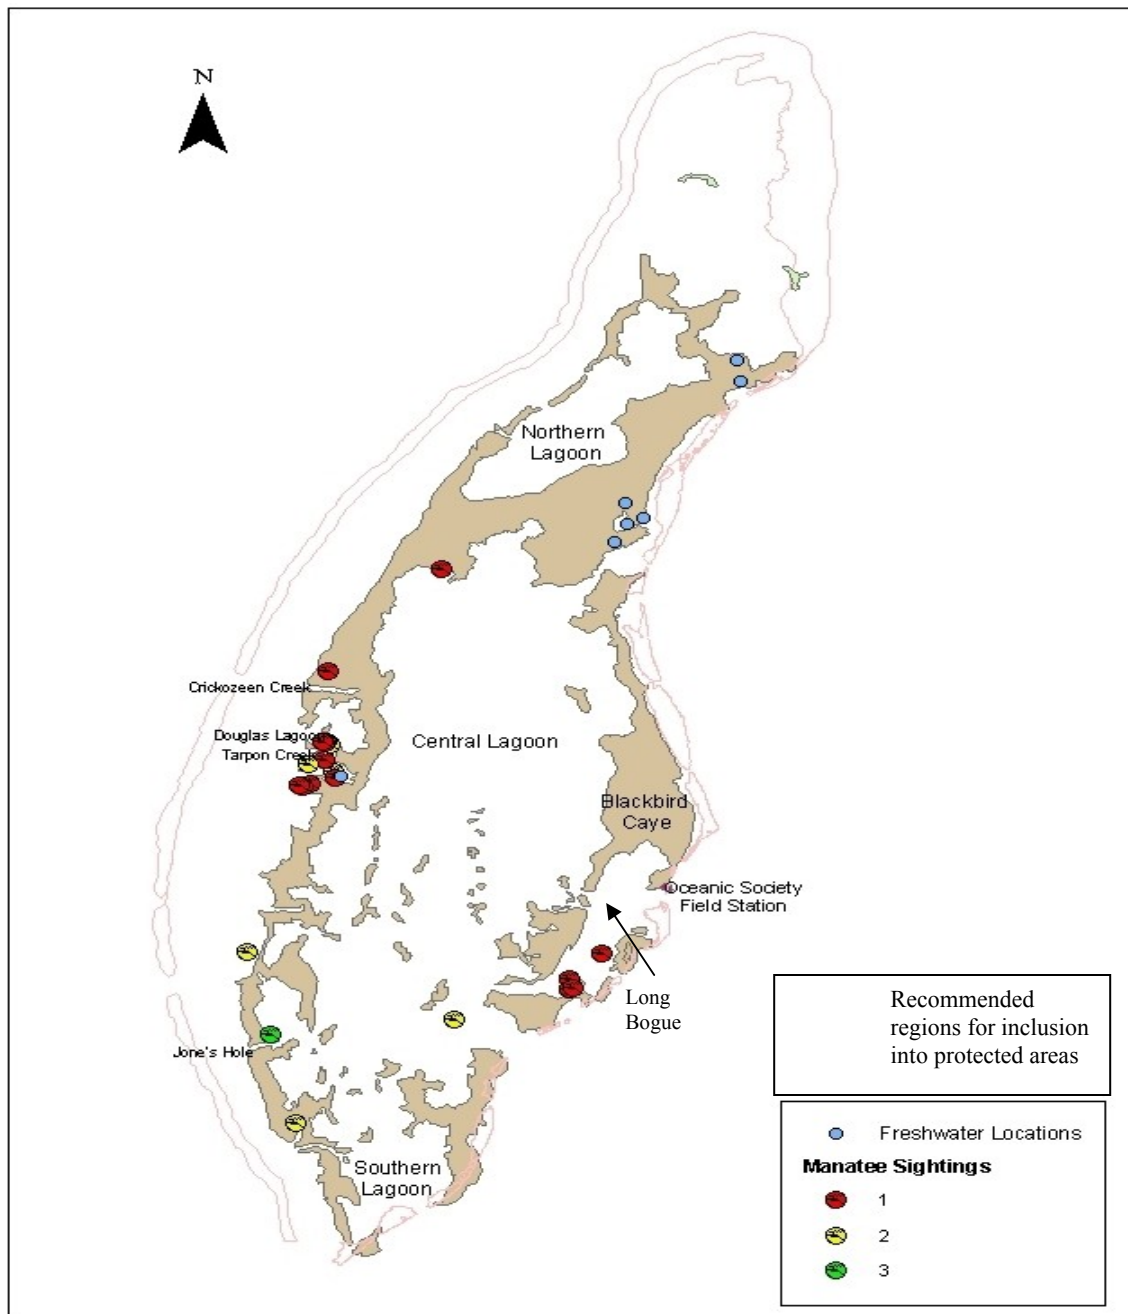 N
Northern
Lagoon
Crickozeen Creek
Douglas Lagoon
Tarpon Creek
Central Lagoon
Blackbird
Caye
Oceanic Society
Field Station
Long
Bogue
Jone's Hole
Southern
Lagoon
Recommended
regions for inclusion
into protected areas
Freshwater Locations
Manatee Sightings
1
2
3